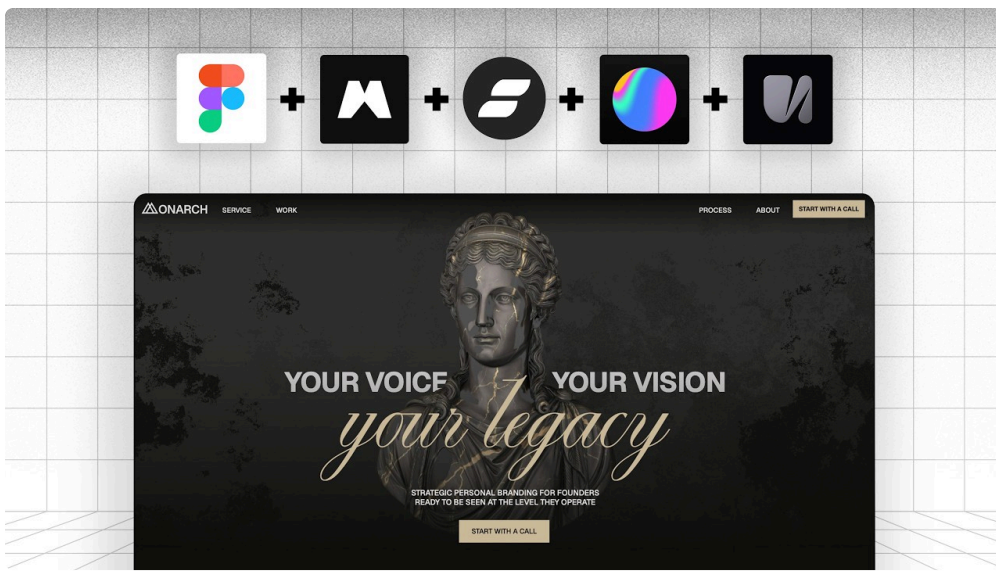 MONARCH SERVICE WORK PROCESS ABOUT START WITH A CALL
YOUR VOICE YOUR VISION
your legacy
STRATEGIC PERSONAL BRANDING FOR FOUNDERS
READY TO BE SEEN AT THE LEVEL THEY OPERATE
START WITH A CALL